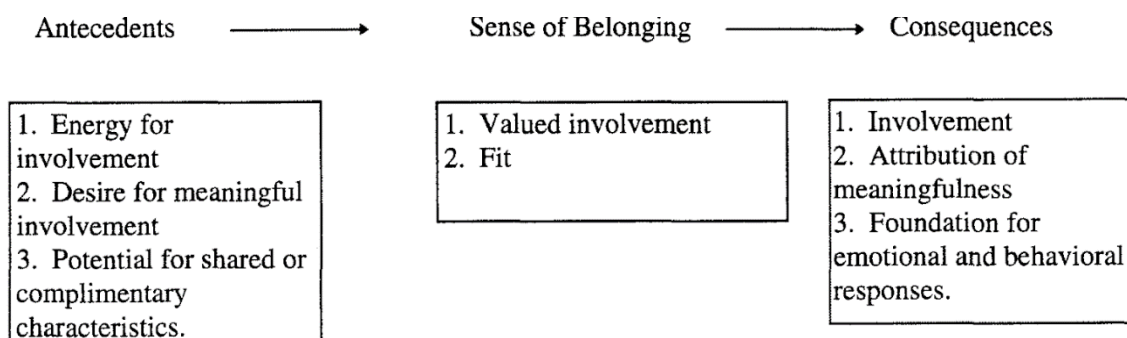 Antecedents Sense of Belonging Consequences
1. Energy for
involvement
2. Desire for meaningful
involvement
3. Potential for shared or
complimentary
characteristics.
1. Valued involvement
2. Fit
1. Involvement
2. Attribution of
meaningfulness
3. Foundation for
emotional and behavioral
responses.